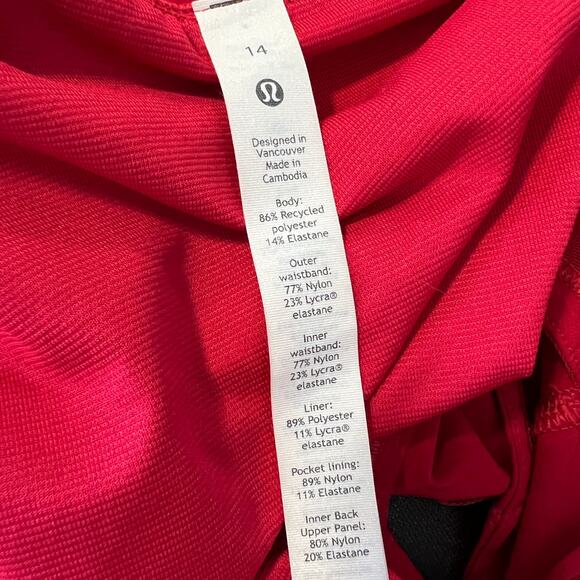 14
Designed in
Vancouver
Made in
Cambodia
Body:
86% Recycled
polyester
14% Elastane
Outer
waistband:
77% Nylon
23% Lycra®
elastane
Inner
waistband:
77% Nylon
23% Lycra®
elastane
Liner:
89% Polyester
11% Lycra®
elastane
Pocket lining:
89% Nylon
11% Elastane
Inner Back
Upper Panel:
80% Nylon
20% Elastane